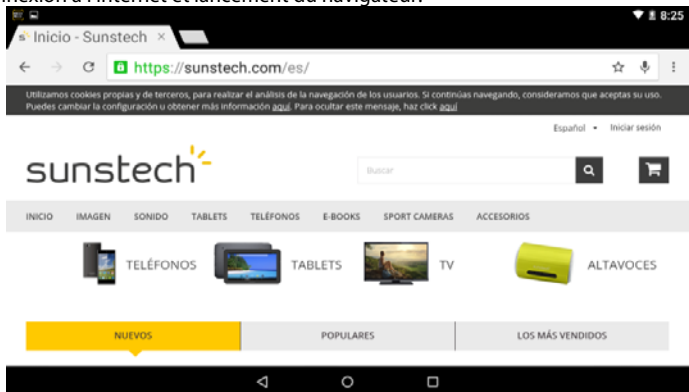 nnexion à l'internet et lancement du navigateur.
8:25
Inicio - Sunstech ×
https://sunstech.com/es/
Utilizamos cookies propias y de terceros, para realizar el análisis de la navegación de los usuarios. Si continúas navegando, consideramos que aceptas su uso.
Puedes cambiar la configuración u obtener más información aquí. Para ocultar este mensaje, haz click aquí
Español • Iniciar sesión
sunstech
Buscar
INICIO IMAGEN SONIDO TABLETS TELÉFONOS E-BOOKS SPORT CAMERAS ACCESORIOS
TELÉFONOS TABLETS TV ALTAVOCES
NUEVOS POPULARES LOS MÁS VENDIDOS